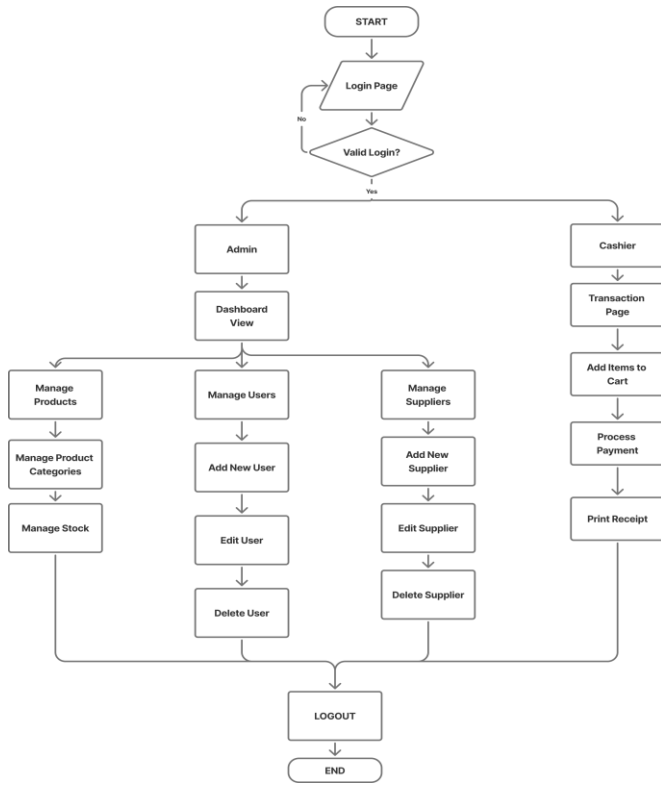 START
Login Page
No
Valid Login?
Yes
Admin
Cashier
Dashboard
View
Transaction
Page
Manage
Products
Manage Users
Manage
Suppliers
Add Items to
Cart
Manage Product
Categories
Add New User
Add New
Supplier
Process
Payment
Manage Stock
Edit User
Edit Supplier
Print Receipt
Delete User
Delete Supplier
LOGOUT
END